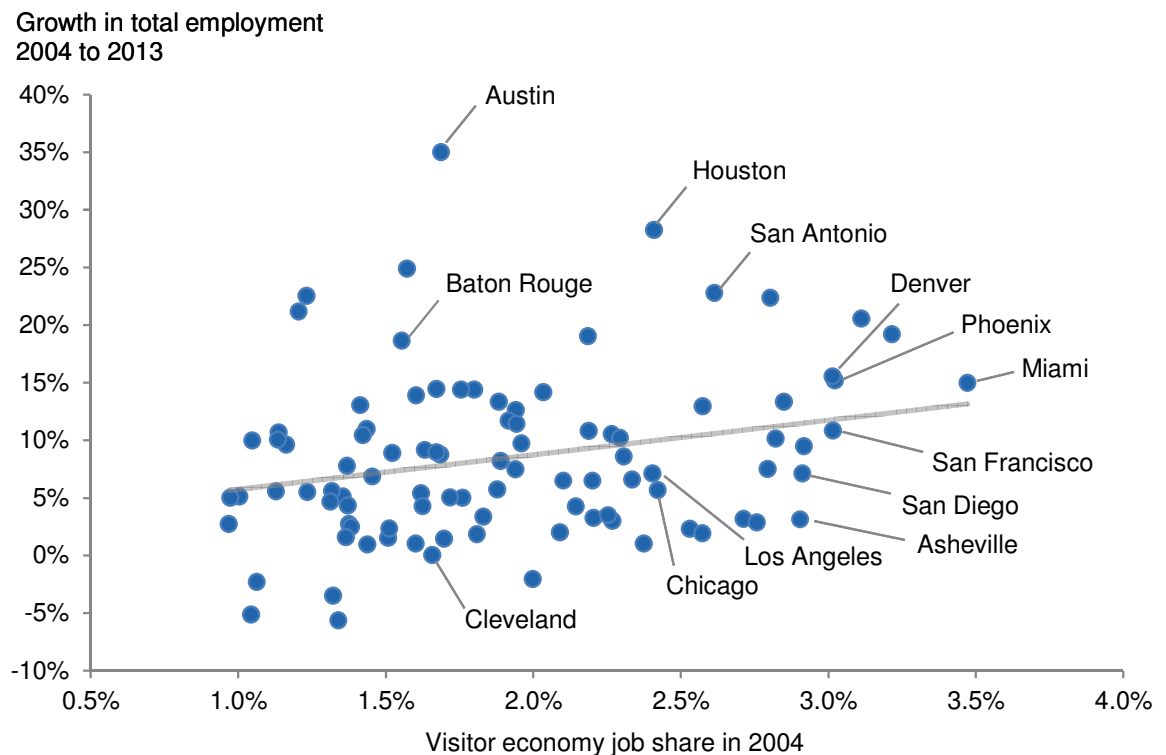 Growth in total employment
2004 to 2013
40%
Austin
35%
Houston
30%
San Antonio
25%
Baton Rouge
Denver
20%
Phoenix
Miami
15%
10%
San Francisco
5%
San Diego
Asheville
0%
Los Angeles
Chicago
-5%
Cleveland
-10%
0.5% 1.0% 1.5% 2.0% 2.5% 3.0% 3.5% 4.0%
Visitor economy job share in 2004